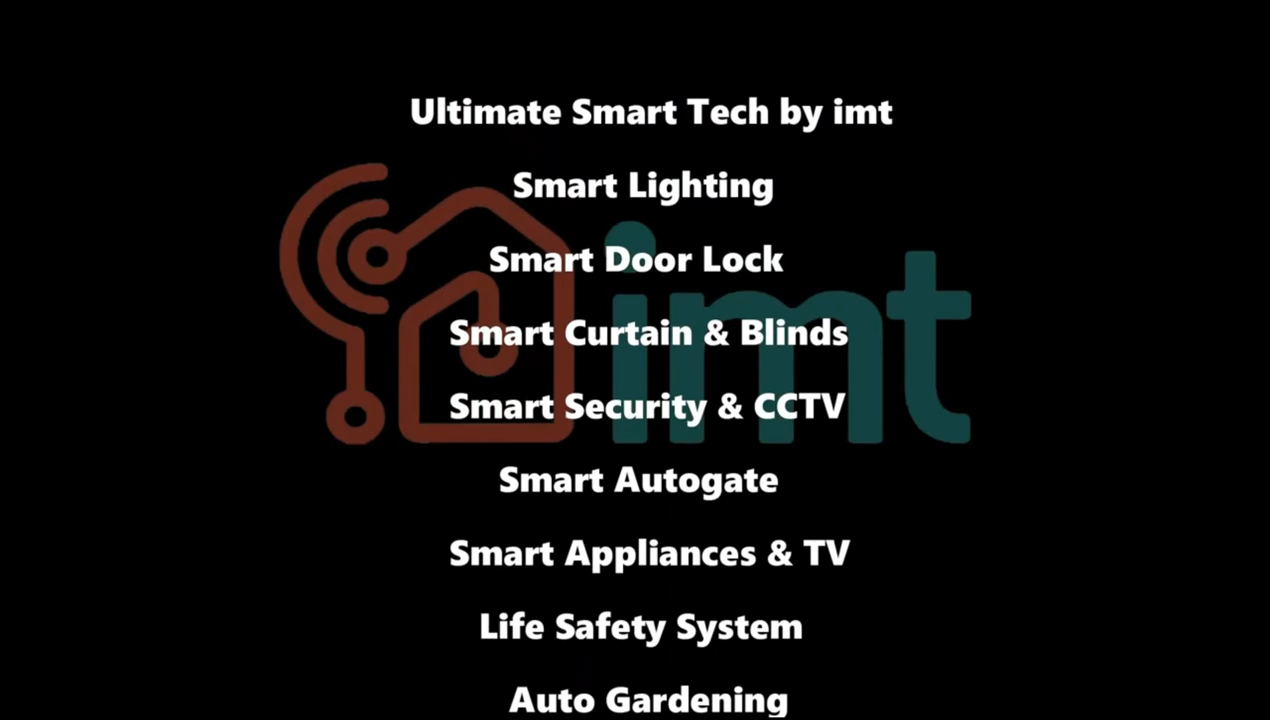 Ultimate Smart Tech by imt
Smart Lighting
Smart Door Lock
imt
Smart Curtain & Blinds
Smart Security & CCTV
Smart Autogate
Smart Appliances & TV
Life Safety System
Auto Gardening